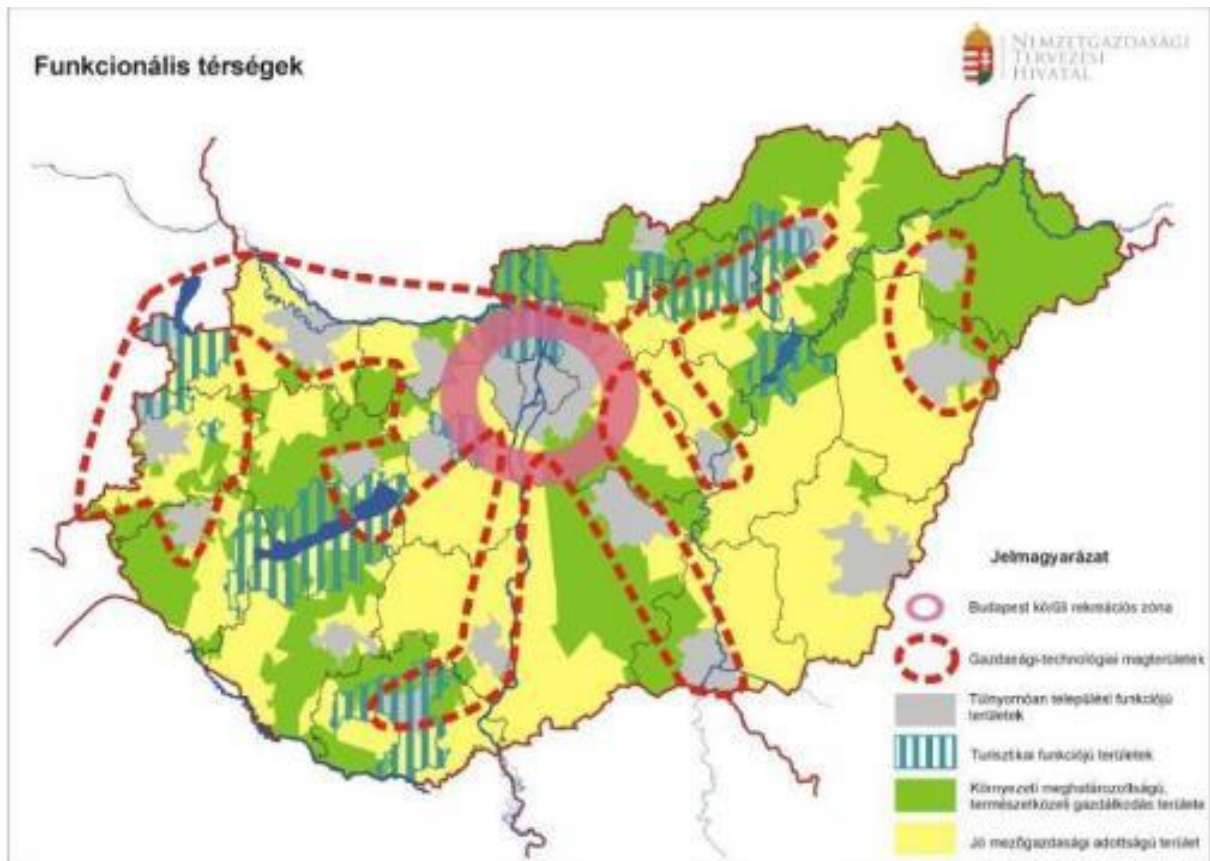 Funkcionális térségek
NEMZETGAZDASÁGI
TERVEZÉSI
HIVATAL
Jelmagyarázat
Budapest körüli rekreációs zóna
Gazdasági-technológiai magterületek
Túlnyomóan települési funkciójú
területek
Turisztikai funkciójú területek
Környezeti meghatározottságú,
természetközeli gazdálkodás területe
Jó mezőgazdasági adottságú terület